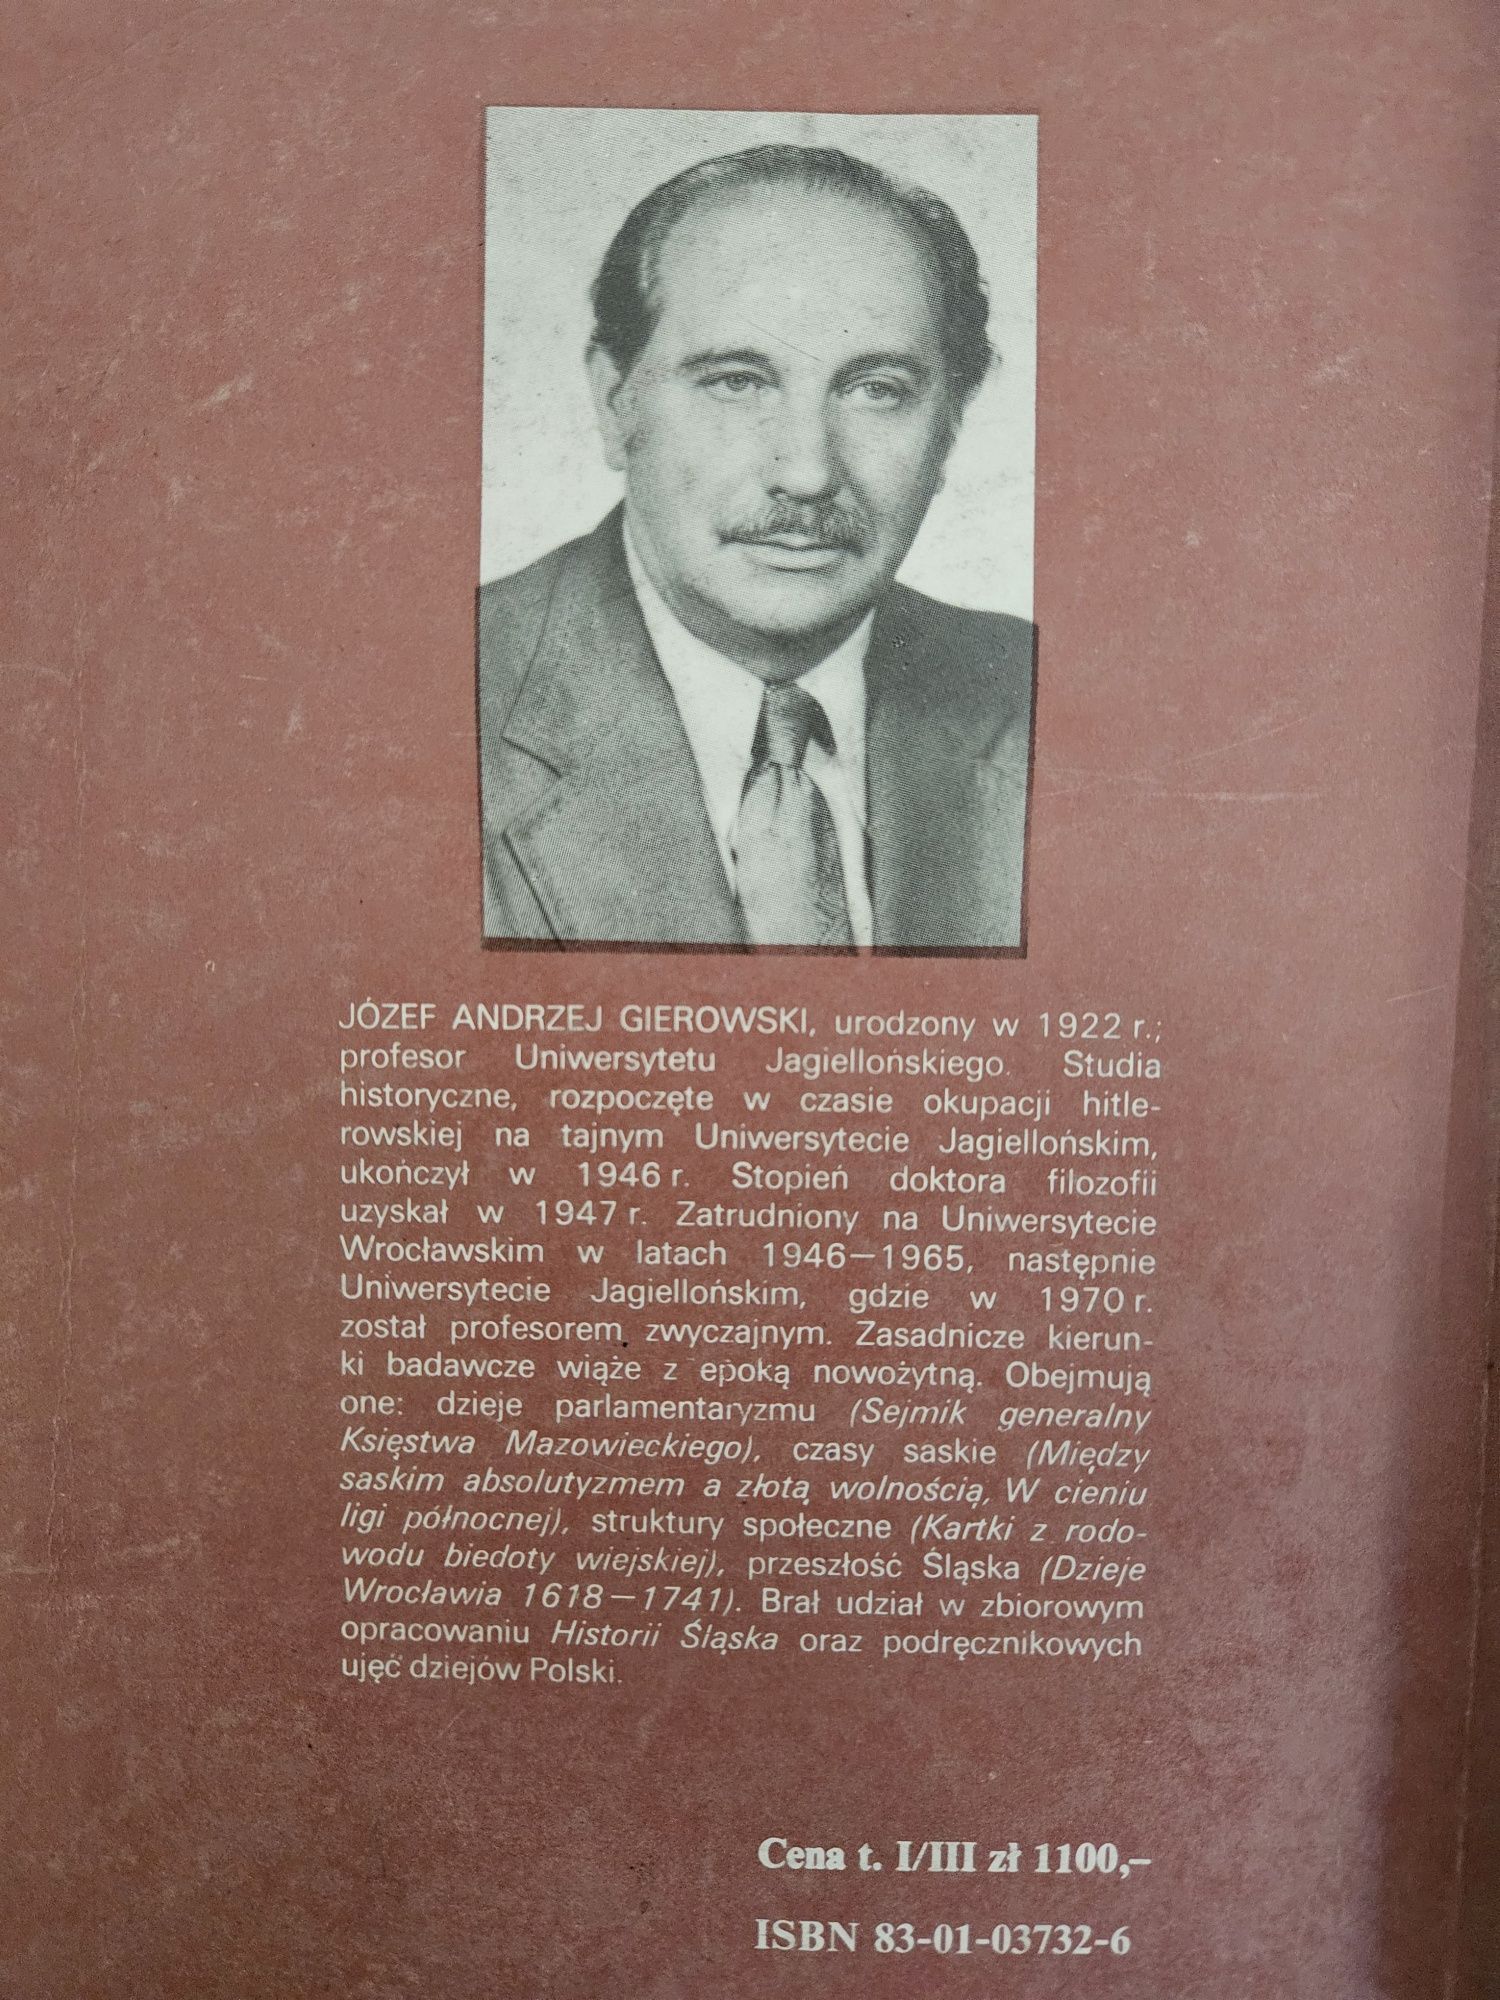 JÓZEF ANDRZEJ GIEROWSKI, urodzony w 1922 r.;
profesor Uniwersytetu Jagiellońskiego. Studia
historyczne, rozpoczęte w czasie okupacji hitle-
rowskiej na tajnym Uniwersytecie Jagiellońskim,
ukończył w 1946 r. Stopień doktora filozofii
uzyskał w 1947 r. Zatrudniony na Uniwersytecie
Wrocławskim w latach 1946–1965, następnie
Uniwersytecie Jagiellońskim, gdzie w 1970 r.
został profesorem zwyczajnym. Zasadnicze kierun-
ki badawcze wiąże z epoką nowożytną. Obejmują
one: dzieje parlamentaryzmu (Sejmik generalny
Księstwa Mazowieckiego), czasy saskie (Między
saskim absolutyzmem a złotą wolnością, W cieniu
ligi północnej), struktury społeczne (Kartki z rodo-
wodu biedoty wiejskiej), przeszłość Śląska (Dzieje
Wrocławia 1618–1741). Brał udział w zbiorowym
opracowaniu Historii Śląska oraz podręcznikowych
ujęć dziejów Polski.
Cena t. I/III zł 1100,–
ISBN 83-01-03732-6